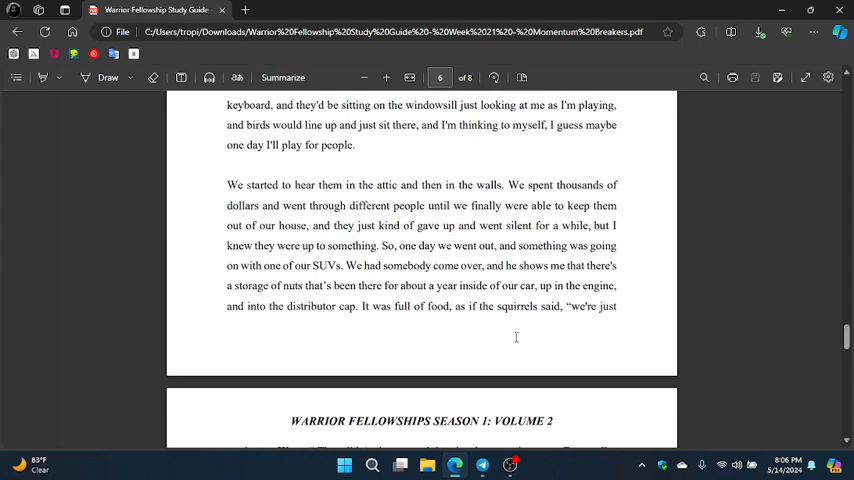 Warrior Fellowship Study Guide -
File
C:/Users/tropi/Downloads/Warrior%20Fellowship%20Study%20Guide%20-%20Week%2021%20-%20Momentum%20Breakers.pdf
Draw
Summarize
6 of 8
keyboard, and they'd be sitting on the windowsill just looking at me as I'm playing,
and birds would line up and just sit there, and I'm thinking to myself, I guess maybe
one day I'll play for people.
We started to hear them in the attic and then in the walls. We spent thousands of
dollars and went through different people until we finally were able to keep them
out of our house, and they just kind of gave up and went silent for a while, but I
knew they were up to something. So, one day we went out, and something was going
on with one of our SUVs. We had somebody come over, and he shows me that there's
a storage of nuts that's been there for about a year inside of our car, up in the engine,
and into the distributor cap. It was full of food, as if the squirrels said, “we're just
WARRIOR FELLOWSHIPS SEASON 1: VOLUME 2
83°F
Clear
8:06 PM
5/14/2024